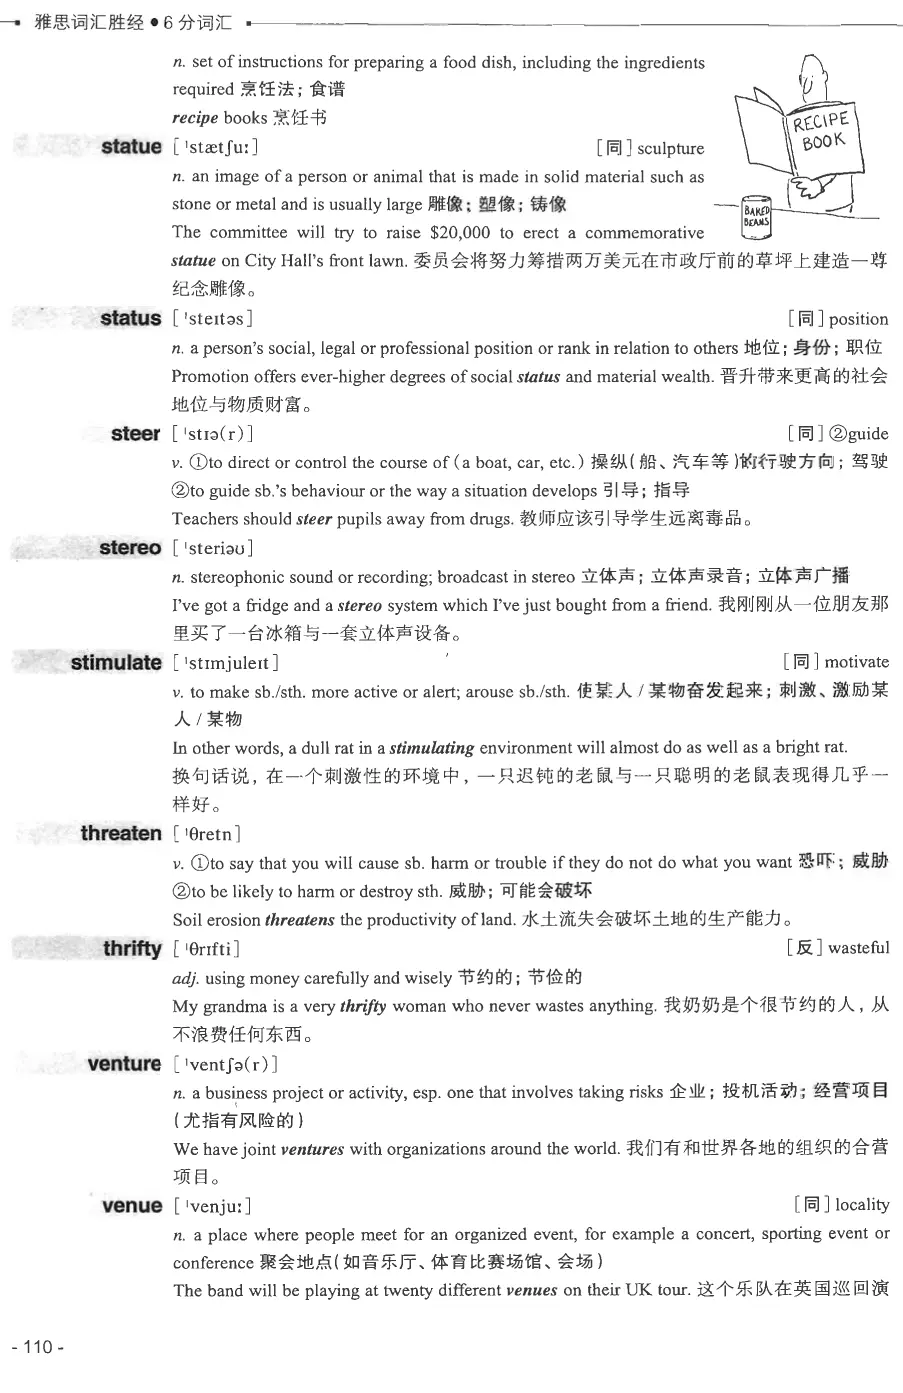 雅思词汇胜经●6分词汇
n. set of instructions for preparing a food dish, including the ingredients
required 烹饪法；食谱
recipe books 烹饪书
RECIPE
BOOK
BAKED
BEANS
statue [ˈstætʃuː] [同] sculpture
n. an image of a person or animal that is made in solid material such as
stone or metal and is usually large 雕像；塑像；铸像
The committee will try to raise $20,000 to erect a commemorative
statue on City Hall's front lawn. 委员会将努力筹措两万美元在市政厅前的草坪上建造一尊
纪念雕像。
status [ˈsteɪtəs] [同] position
n. a person's social, legal or professional position or rank in relation to others 地位；身份；职位
Promotion offers ever-higher degrees of social status and material wealth. 晋升带来更高的社会
地位与物质财富。
steer [ˈstɪə(r)] [同] ②guide
v. ①to direct or control the course of (a boat, car, etc.) 操纵(船、汽车等)的行驶方向；驾驶
②to guide sb.'s behaviour or the way a situation develops 引导；指导
Teachers should steer pupils away from drugs. 教师应该引导学生远离毒品。
stereo [ˈsteriəʊ]
n. stereophonic sound or recording; broadcast in stereo 立体声；立体声录音；立体声广播
I've got a fridge and a stereo system which I've just bought from a friend. 我刚刚从一位朋友那
里买了一台冰箱与一套立体声设备。
stimulate [ˈstɪmjuleɪt] [同] motivate
v. to make sb./sth. more active or alert; arouse sb./sth. 使某人/某物奋发起来；刺激、激励某
人/某物
In other words, a dull rat in a stimulating environment will almost do as well as a bright rat.
换句话说，在一个刺激性的环境中，一只迟钝的老鼠与一只聪明的老鼠表现得几乎一
样好。
threaten [ˈθretn]
v. ①to say that you will cause sb. harm or trouble if they do not do what you want 恐吓；威胁
②to be likely to harm or destroy sth. 威胁；可能会破坏
Soil erosion threatens the productivity of land. 水土流失会破坏土地的生产能力。
thrifty [ˈθrɪfti] [反] wasteful
adj. using money carefully and wisely 节约的；节俭的
My grandma is a very thrifty woman who never wastes anything. 我奶奶是个很节约的人，从
不浪费任何东西。
venture [ˈventʃə(r)]
n. a business project or activity, esp. one that involves taking risks 企业；投机活动；经营项目
(尤指有风险的)
We have joint ventures with organizations around the world. 我们有和世界各地的组织的合营
项目。
venue [ˈvenjuː] [同] locality
n. a place where people meet for an organized event, for example a concert, sporting event or
conference 聚会地点(如音乐厅、体育比赛场馆、会场)
The band will be playing at twenty different venues on their UK tour. 这个乐队在英国巡回演
- 110 -